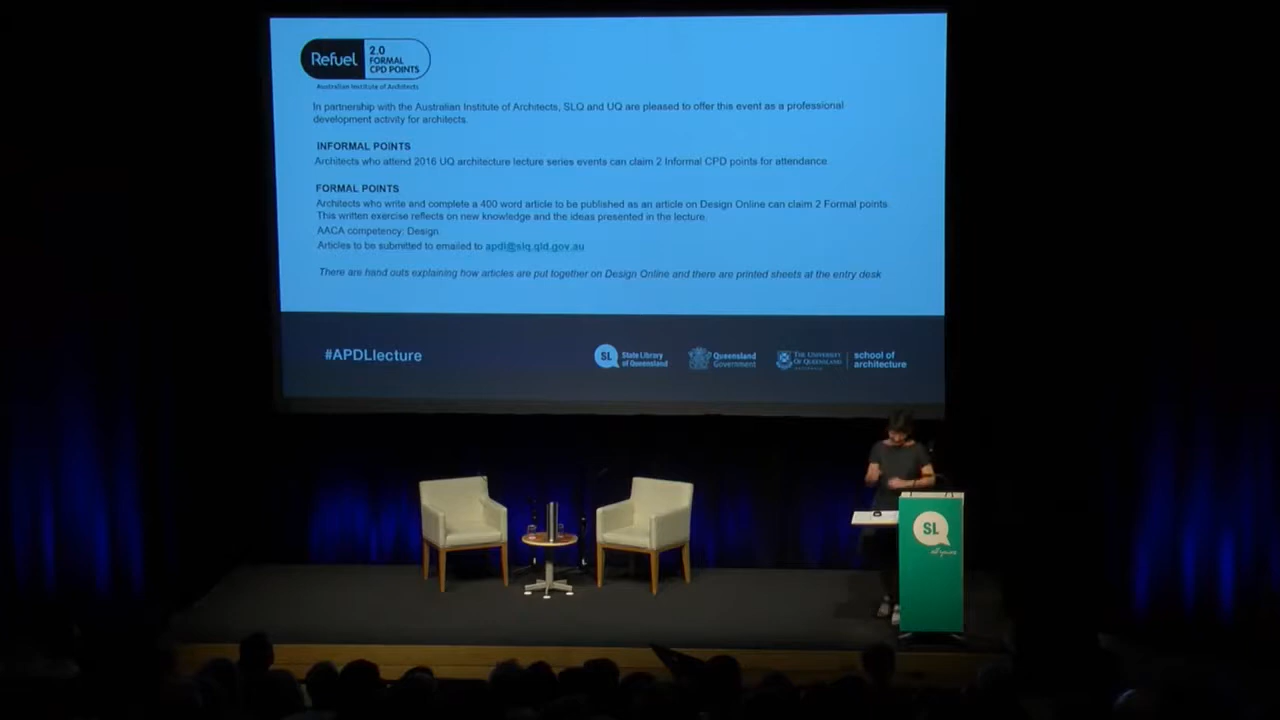 Refuel
2.0
FORMAL
CPD POINTS
Australian Institute of Architects
In partnership with the Australian Institute of Architects, SLQ and UQ are pleased to offer this event as a professional
development activity for architects.
INFORMAL POINTS
Architects who attend 2016 UQ architecture lecture series events can claim 2 Informal CPD points for attendance
FORMAL POINTS
Architects who write and complete a 400 word article to be published as an article on Design Online can claim 2 Formal points.
This written exercise reflects on new knowledge and the ideas presented in the lecture.
AACA competency: Design
Articles to be submitted to emailed to apdl@slq.qld.gov.au
There are hand outs explaining how articles are put together on Design Online and there are printed sheets at the entry desk
#APDLlecture
SL
State Library
of Queensland
Queensland
Government
THE UNIVERSITY
OF QUEENSLAND
AUSTRALIA
school of
architecture
SL